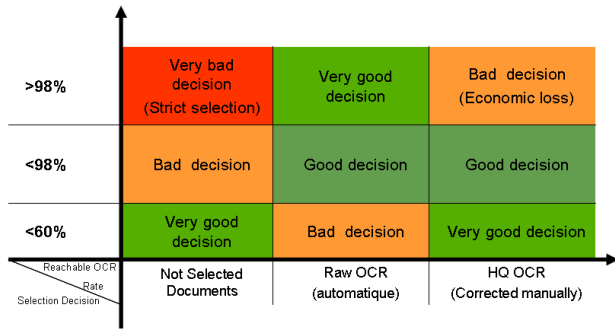 >98%
Very bad
decision
(Strict selection)
Very good
decision
Bad decision
(Economic loss)
<98%
Bad decision
Good decision
Good decision
<60%
Very good
decision
Bad decision
Very good decision
Reachable OCR
Rate
Selection Decision
Not Selected
Documents
Raw OCR
(automatique)
HQ OCR
(Corrected manually)